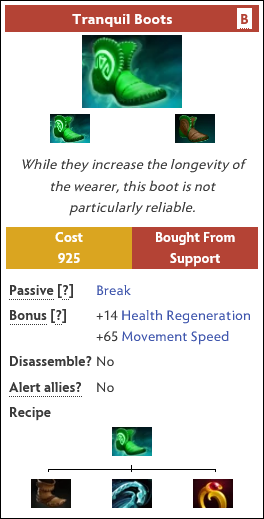 Tranquil Boots B
While they increase the longevity of
the wearer, this boot is not
particularly reliable.
Cost Bought From
925 Support
Passive [?] Break
Bonus [?] +14 Health Regeneration
+65 Movement Speed
Disassemble? No
Alert allies? No
Recipe